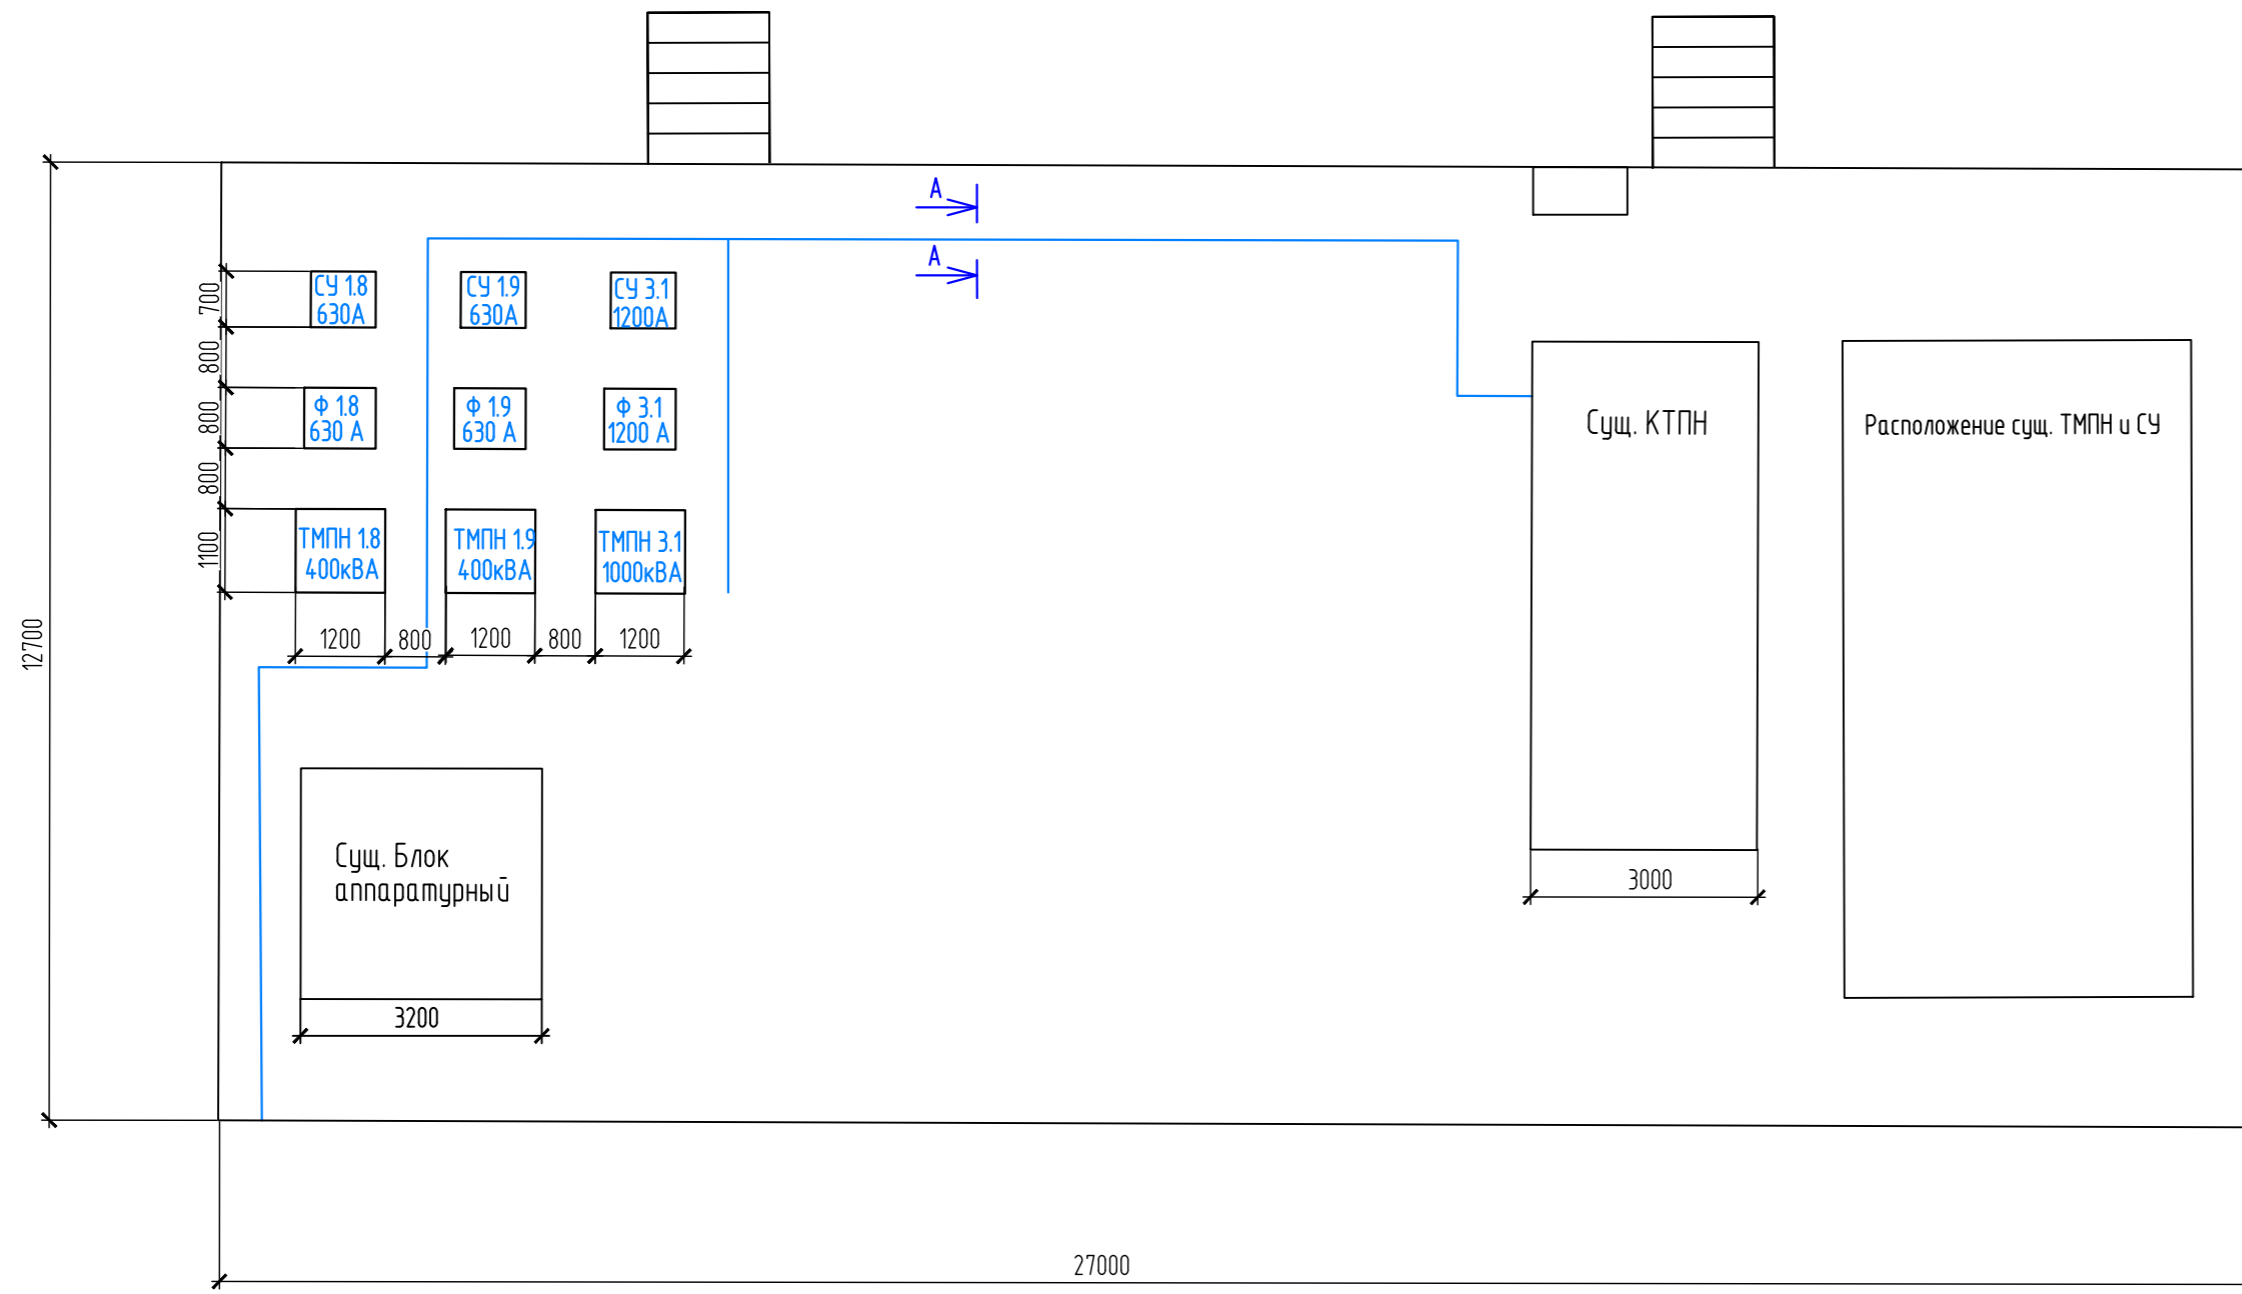 А
А
СУ 1.8
630А
СУ 1.9
630А
СУ 3.1
1200А
700
800
Ф 1.8
630 А
Ф 1.9
630 А
Ф 3.1
1200 А
800
Сущ. КТПН
Расположение сущ. ТМПН и СУ
800
ТМПН 1.8
400кВА
ТМПН 1.9
400кВА
ТМПН 3.1
1000кВА
1100
12700
1200
800
1200
800
1200
Сущ. Блок
аппаратурный
3000
3200
27000